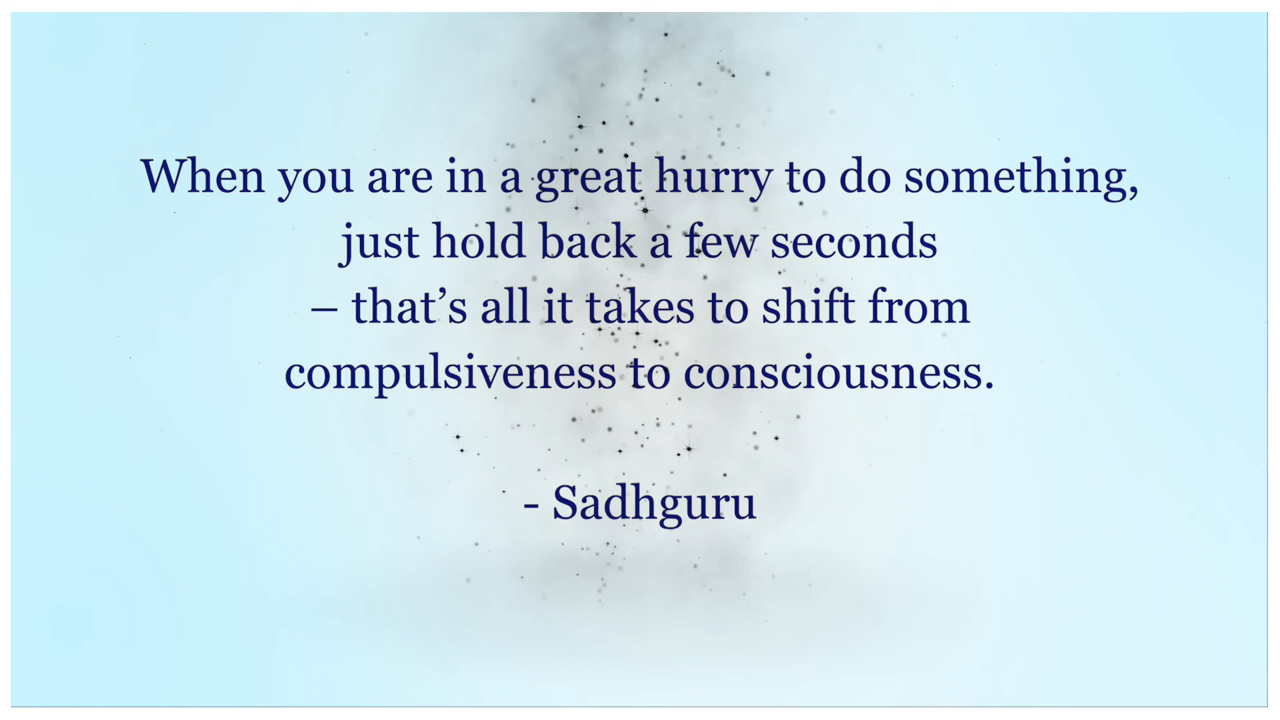 When you are in a great hurry to do something,
just hold back a few seconds
– that’s all it takes to shift from
compulsiveness to consciousness.
- Sadhguru